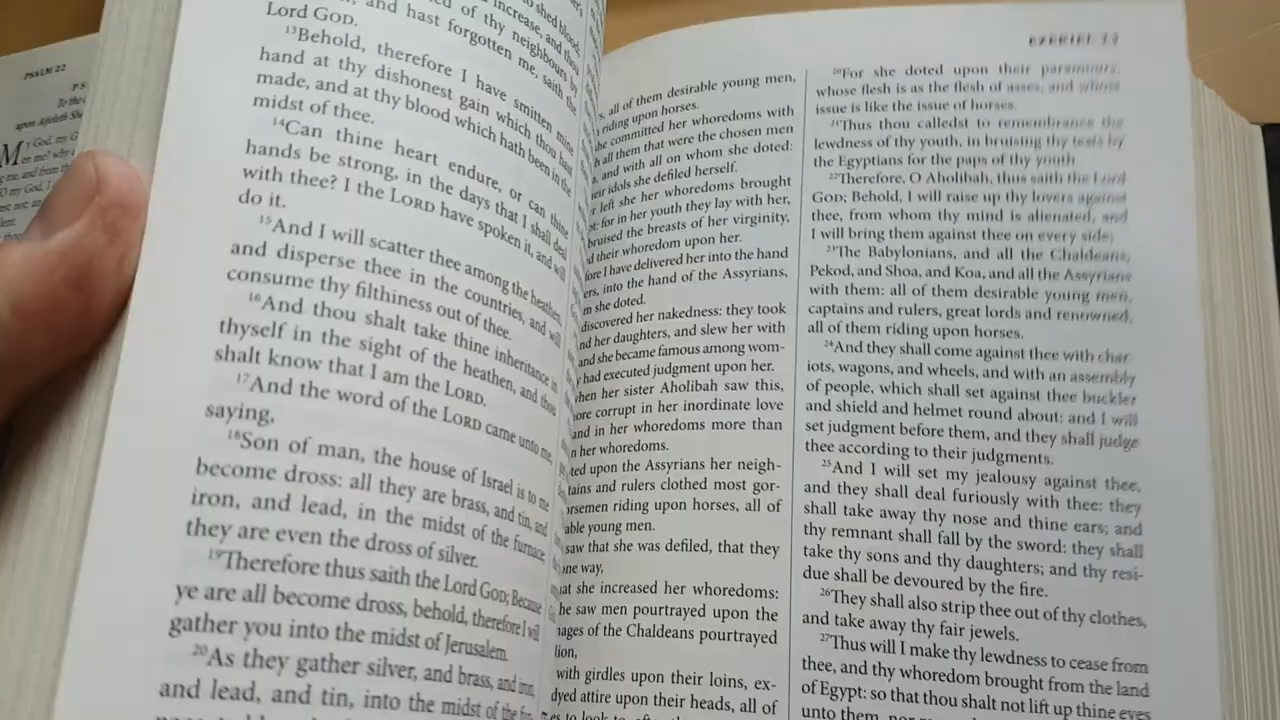 PSALM 22
To the
upon Aijeleth
My God, my G
increase, and thou
ed of thy neighbours by
and hast forgotten me, saith the
Lord GOD.
13Behold, therefore I have smitten mine
hand at thy dishonest gain which thou hast
made, and at thy blood which hath been in the
midst of thee.
14Can thine heart endure, or can thine
hands be strong, in the days that I shall deal
with thee? I the LORD have spoken it, and will
do it.
15And I will scatter thee among the heathen,
and disperse thee in the countries, and will
consume thy filthiness out of thee.
16And thou shalt take thine inheritance in
thyself in the sight of the heathen, and thou
shalt know that I am the LORD.
17And the word of the LORD came unto me,
saying,
18Son of man, the house of Israel is to me
become dross: all they are brass, and tin, and
iron, and lead, in the midst of the furnace;
they are even the dross of silver.
19Therefore thus saith the Lord GOD; Because
ye are all become dross, behold, therefore I will
gather you into the midst of Jerusalem.
20As they gather silver, and brass, and iron,
and lead, and tin, into the midst of the
all of them desirable young men,
riding upon horses.
he committed her whoredoms with
all them that were the chosen men
and with all on whom she doted:
eir idols she defiled herself.
left she her whoredoms brought
pt: for in her youth they lay with her,
bruised the breasts of her virginity,
d their whoredom upon her.
fore I have delivered her into the hand
ers, into the hand of the Assyrians,
m she doted.
discovered her nakedness: they took
nd her daughters, and slew her with
and she became famous among wom-
y had executed judgment upon her.
hen her sister Aholibah saw this,
ore corrupt in her inordinate love
and in her whoredoms more than
n her whoredoms.
ted upon the Assyrians her neigh-
tains and rulers clothed most gor-
orsemen riding upon horses, all of
able young men.
saw that she was defiled, that they
one way,
at she increased her whoredoms:
he saw men pourtrayed upon the
mages of the Chaldeans pourtrayed
lion,
with girdles upon their loins, ex-
dyed attire upon their heads, all of
es to look to, after the
EZEKIEL
20For she doted upon their paramours,
whose flesh is as the flesh of asses, and whose
issue is like the issue of horses.
21Thus thou calledst to remembrance the
lewdness of thy youth, in bruising thy teats by
the Egyptians for the paps of thy youth.
22Therefore, O Aholibah, thus saith the Lord
GOD; Behold, I will raise up thy lovers against
thee, from whom thy mind is alienated, and
I will bring them against thee on every side;
23The Babylonians, and all the Chaldeans,
Pekod, and Shoa, and Koa, and all the Assyrians
with them: all of them desirable young men,
captains and rulers, great lords and renowned,
all of them riding upon horses.
24And they shall come against thee with char-
iots, wagons, and wheels, and with an assembly
of people, which shall set against thee buckler
and shield and helmet round about: and I will
set judgment before them, and they shall judge
thee according to their judgments.
25And I will set my jealousy against thee,
and they shall deal furiously with thee: they
shall take away thy nose and thine ears; and
thy remnant shall fall by the sword: they shall
take thy sons and thy daughters; and thy resi-
due shall be devoured by the fire.
26They shall also strip thee out of thy clothes,
and take away thy fair jewels.
27Thus will I make thy lewdness to cease from
thee, and thy whoredom brought from the land
of Egypt: so that thou shalt not lift up thine eyes
unto them, nor